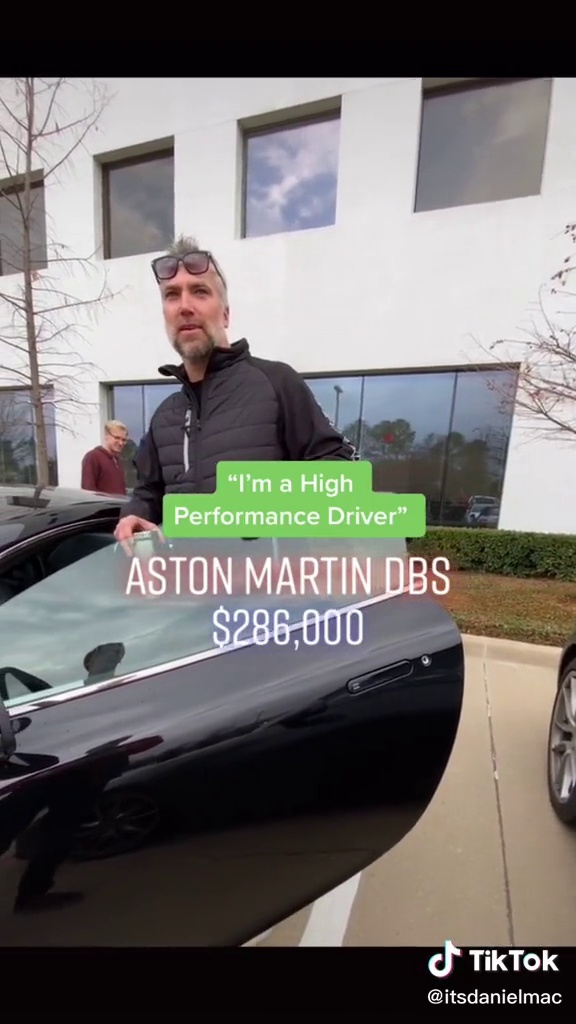 “I’m a High
Performance Driver”
ASTON MARTIN DBS
$286,000
TikTok
@itsdanielmac